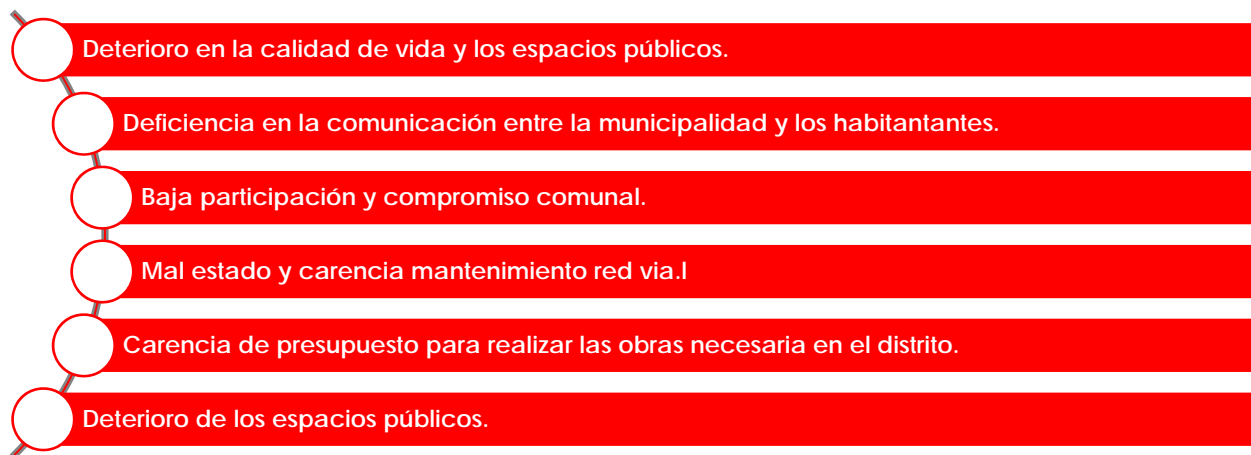 Deterioro en la calidad de vida y los espacios públicos.
Deficiencia en la comunicación entre la municipalidad y los habitantantes.
Baja participación y compromiso comunal.
Mal estado y carencia mantenimiento red via.l
Carencia de presupuesto para realizar las obras necesaria en el distrito.
Deterioro de los espacios públicos.